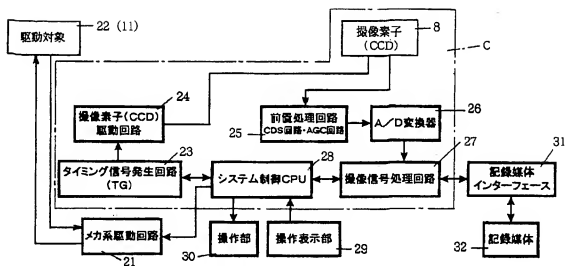 22 (11)
駆動対象
撮像素子
(CCD)
8
C
24
撮像素子(CCD)
駆動回路
前置処理回路
CDS回路・AGC回路
25
26
A/D変換器
23
タイミング信号発生回路
(TG)
28
システム制御CPU
27
撮像信号処理回路
31
記録媒体
インターフェース
メカ系駆動回路
21
操作部
30
操作表示部
29
記録媒体
32